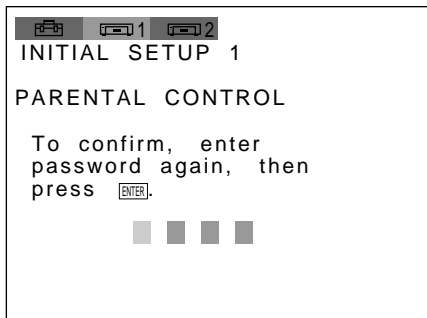 1 2
INITIAL SETUP 1
PARENTAL CONTROL
To confirm, enter
password again, then
press ENTER.